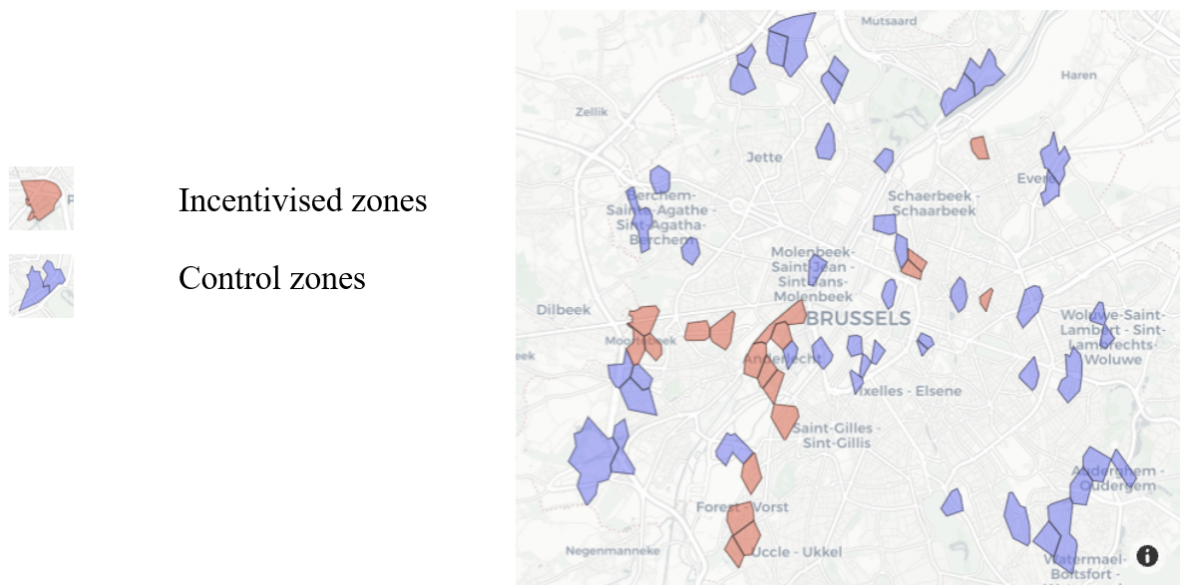 Incentivised zones
Control zones
Mutsaard
Haren
Zellik
Jette
Evere
Berchem-
Sainte-Agathe -
Sint-Agatha-
Berchem
Schaerbeek -
Schaarbeek
Molenbeek-
Saint-Jean -
Sint-Jans-
Molenbeek
Dilbeek
BRUSSELS
Woluwe-Saint-
Lambert - Sint-
Lambrechts-
Woluwe
eek
Anderlecht
Ixelles - Elsene
Saint-Gilles -
Sint-Gillis
Auderghem -
Oudergem
Forest - Vorst
Negenmanneke
Uccle - Ukkel
Watermael-
Boitsfort -